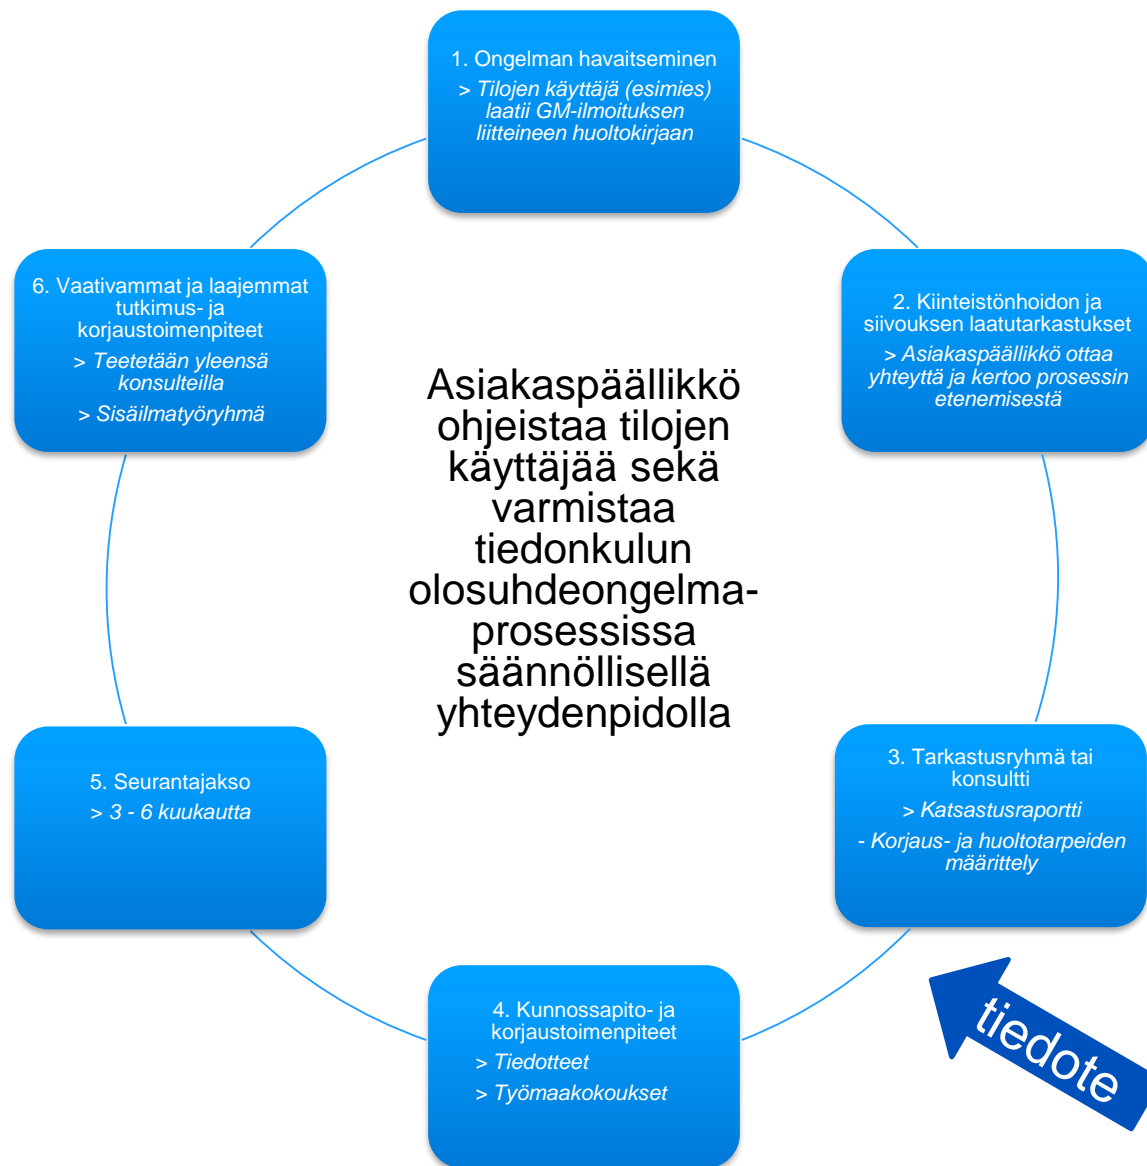 1. Ongelman havaitseminen
> Tilojen käyttäjä (esimies)
laatii GM-ilmoituksen
liitteineen huoltokirjaan
2. Kiinteistönhoidon ja
siivouksen laatutarkastukset
> Asiakaspäällikkö ottaa
yhteyttä ja kertoo prosessin
etenemisestä
3. Tarkastusryhmä tai
konsultti
> Katsastusraportti
- Korjaus- ja huoltotarpeiden
määrittely
4. Kunnossapito- ja
korjaustoimenpiteet
> Tiedotteet
> Työmaakokoukset
5. Seurantajakso
> 3 - 6 kuukautta
6. Vaativammat ja laajemmat
tutkimus- ja
korjaustoimenpiteet
> Teetetään yleensä
konsulteilla
> Sisäilmatyöryhmä
Asiakaspäällikkö
ohjeistaa tilojen
käyttäjää sekä
varmistaa
tiedonkulun
olosuhdeongelma-
prosessissa
säännöllisellä
yhteydenpidolla
tiedote